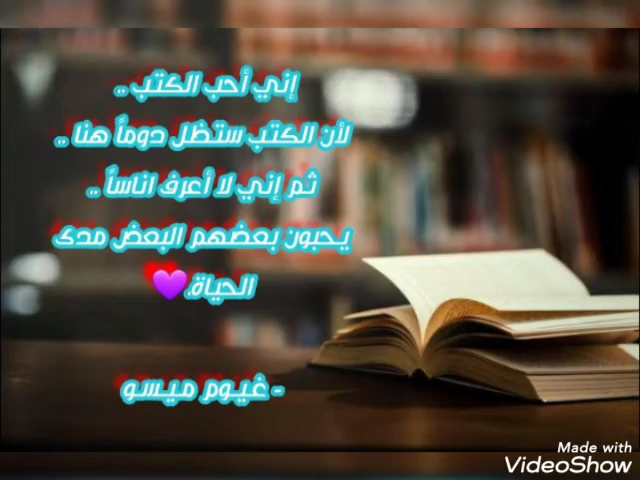 إني أحب الكتب ..
لأن الكتب ستظل دوماً هنا ..
ثم إني لا أعرف اناساً ..
يحبون بعضهم البعض مدى
الحياة.💜
- غيوم ميسو
Made with
VideoShow